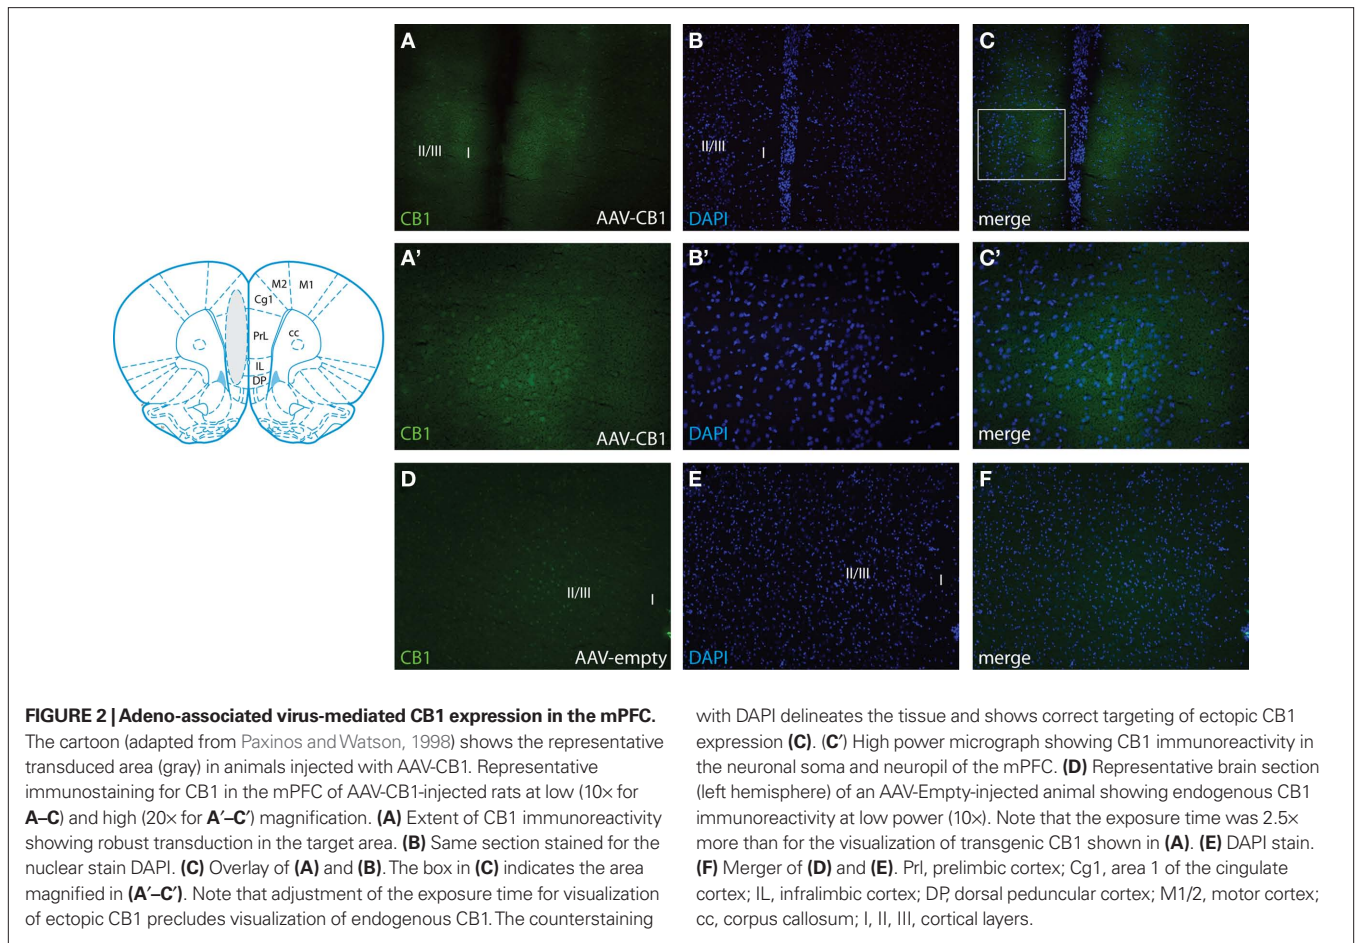 A
II/III
I
CB1
AAV-CB1
B
II/III
I
DAPI
C
merge
M2
M1
Cg1
PrL
cc
IL
DP
A'
CB1
AAV-CB1
B'
DAPI
C'
merge
D
II/III
I
CB1
AAV-empty
E
II/III
I
DAPI
F
merge
FIGURE 2 | Adeno-associated virus-mediated CB1 expression in the mPFC.
The cartoon (adapted from Paxinos and Watson, 1998) shows the representative
transduced area (gray) in animals injected with AAV-CB1. Representative
immunostaining for CB1 in the mPFC of AAV-CB1-injected rats at low (10× for
A–C) and high (20× for A′–C′) magnification. (A) Extent of CB1 immunoreactivity
showing robust transduction in the target area. (B) Same section stained for the
nuclear stain DAPI. (C) Overlay of (A) and (B). The box in (C) indicates the area
magnified in (A′–C′). Note that adjustment of the exposure time for visualization
of ectopic CB1 precludes visualization of endogenous CB1. The counterstaining
with DAPI delineates the tissue and shows correct targeting of ectopic CB1
expression (C). (C′) High power micrograph showing CB1 immunoreactivity in
the neuronal soma and neuropil of the mPFC. (D) Representative brain section
(left hemisphere) of an AAV-Empty-injected animal showing endogenous CB1
immunoreactivity at low power (10×). Note that the exposure time was 2.5×
more than for the visualization of transgenic CB1 shown in (A). (E) DAPI stain.
(F) Merger of (D) and (E). Prl, prelimbic cortex; Cg1, area 1 of the cingulate
cortex; IL, infralimbic cortex; DP, dorsal peduncular cortex; M1/2, motor cortex;
cc, corpus callosum; I, II, III, cortical layers.